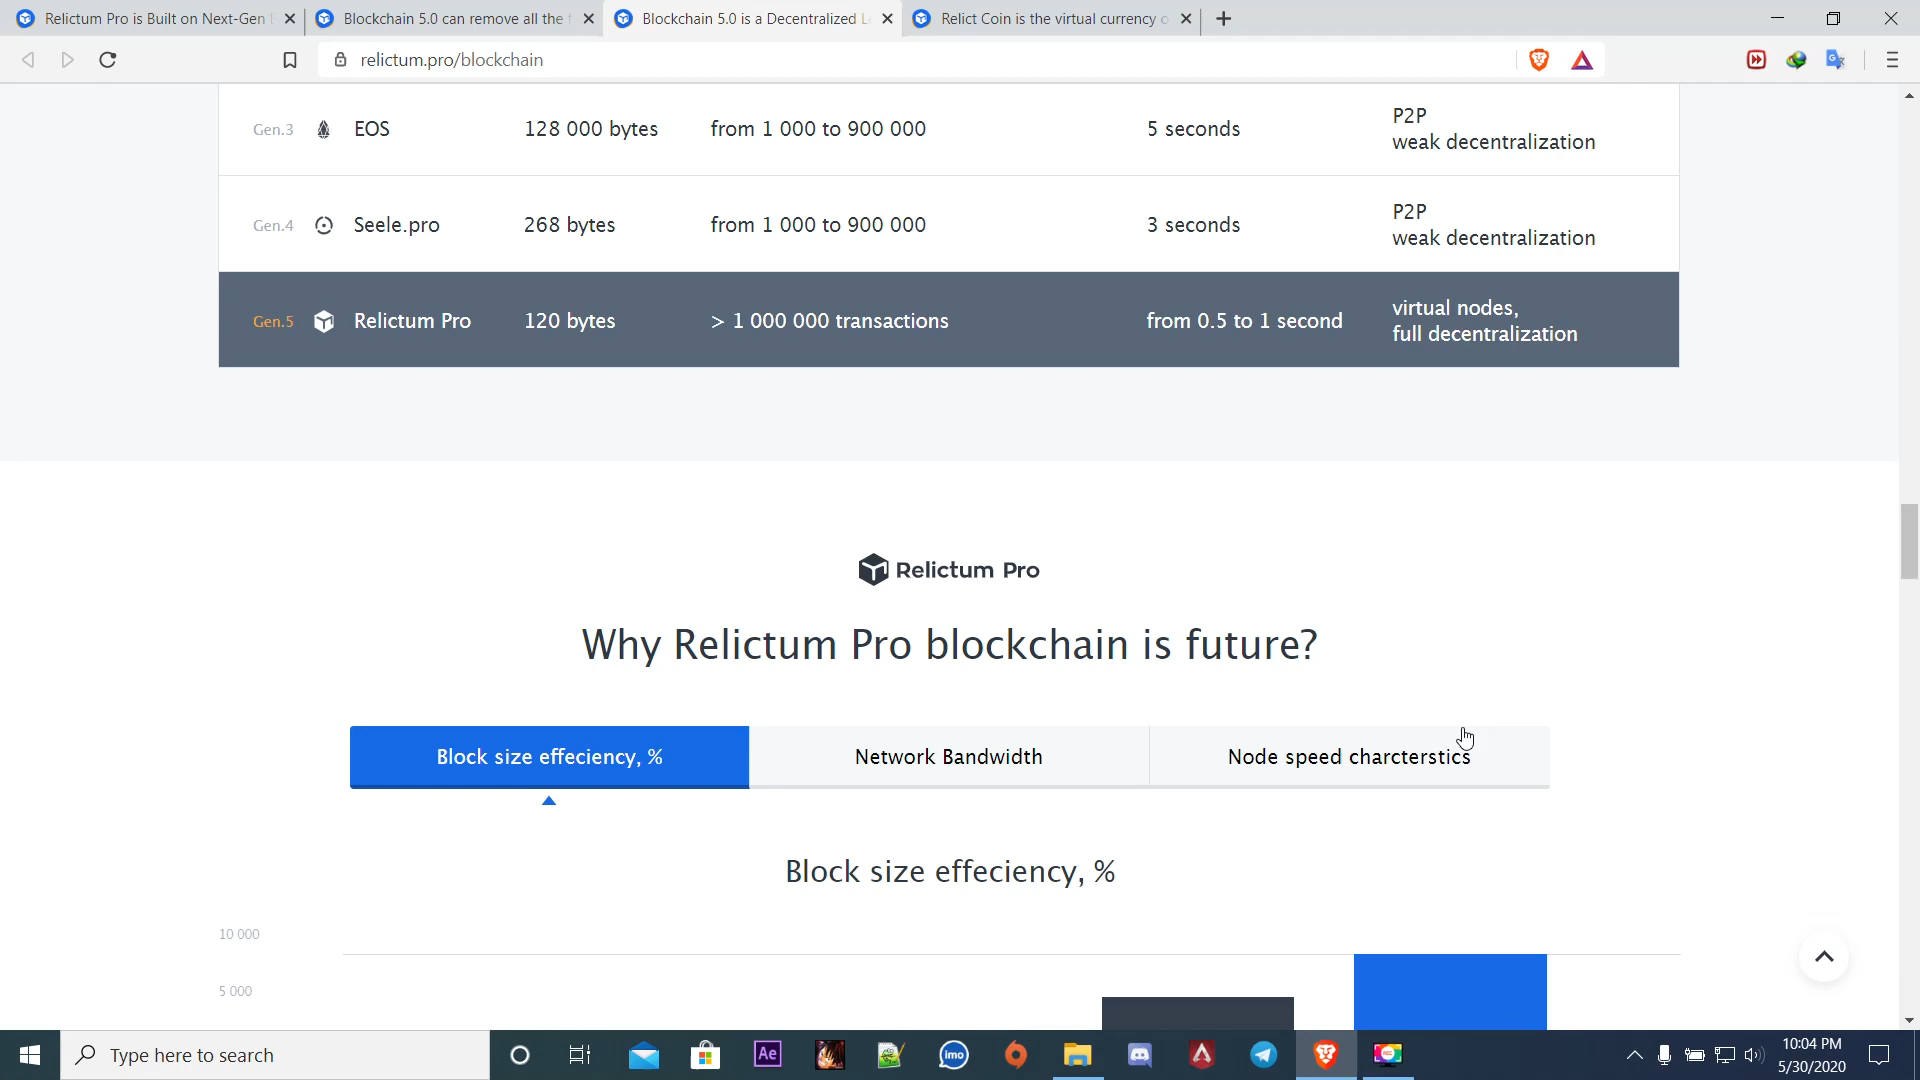 Relictum Pro is Built on Next-Gen
Blockchain 5.0 can remove all the
Blockchain 5.0 is a Decentralized L
Relict Coin is the virtual currency o
relictum.pro/blockchain
Gen.3 EOS 128 000 bytes from 1 000 to 900 000 5 seconds P2P
weak decentralization
Gen.4 Seele.pro 268 bytes from 1 000 to 900 000 3 seconds P2P
weak decentralization
Gen.5 Relictum Pro 120 bytes > 1 000 000 transactions from 0.5 to 1 second virtual nodes,
full decentralization
Relictum Pro
Why Relictum Pro blockchain is future?
Block size effeciency, %
Network Bandwidth
Node speed charcterstics
Block size effeciency, %
10 000
5 000
Type here to search
Ae
imo
10:04 PM
5/30/2020